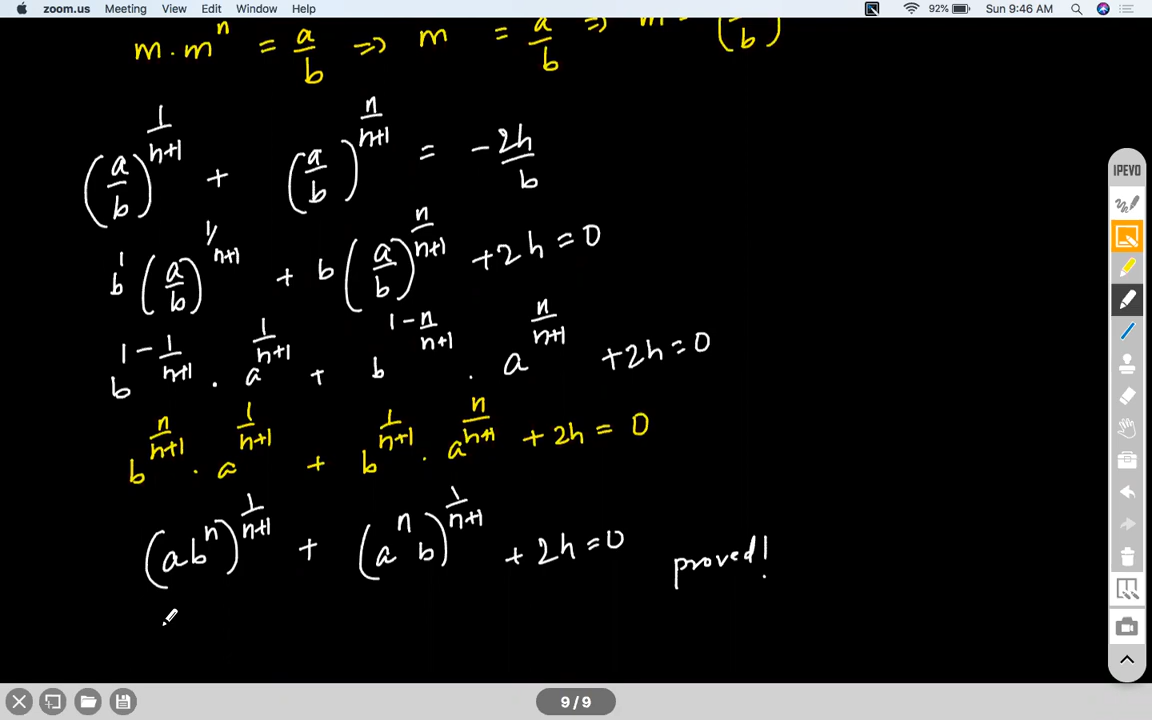 zoom.us Meeting View Edit Window Help 92% Sun 9:46 AM
m · m^n = a/b => m = a/b =>
(a/b)^(1/(n+1)) + (a/b)^(n/(n+1)) = -2h/b
IPEVO
b^1 (a/b)^(1/(n+1)) + b (a/b)^(n/(n+1)) + 2h = 0
b^(1 - 1/(n+1)) · a^(1/(n+1)) + b^(1 - n/(n+1)) · a^(n/(n+1)) + 2h = 0
b^(n/(n+1)) · a^(1/(n+1)) + b^(1/(n+1)) · a^(n/(n+1)) + 2h = 0
(ab^n)^(1/(n+1)) + (a^n b)^(1/(n+1)) + 2h = 0 proved!
9/9